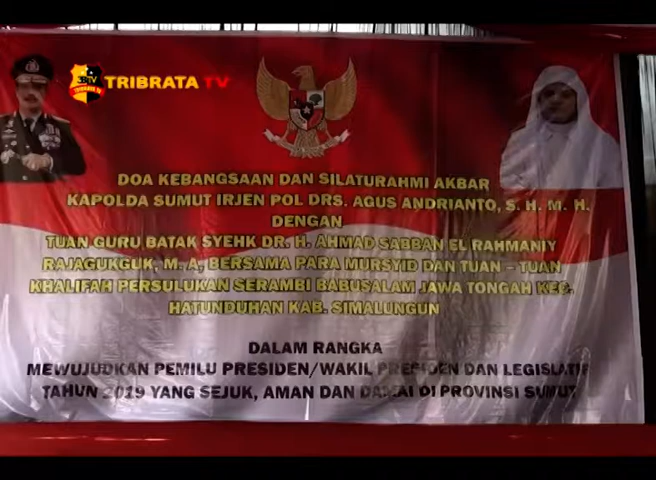 TRIBRATA TV
DOA KEBANGSAAN DAN SILATURAHMI AKBAR
KAPOLDA SUMUT IRJEN POL DRS. AGUS ANDRIANTO, S. H. M. H.
DENGAN
TUAN GURU BATAK SYEHK DR. H. AHMAD SABBAN EL RAHMANIY
RAJAGUKGUK, M. A, BERSAMA PARA MURSYID DAN TUAN - TUAN
KHALIFAH PERSULUKAN SERAMBI BABUSALAM JAWA TONGAH KEC.
HATUNDUHAN KAB. SIMALUNGUN
DALAM RANGKA
MEWUJUDKAN PEMILU PRESIDEN/WAKIL PRESIDEN DAN LEGISLATIF
TAHUN 2019 YANG SEJUK, AMAN DAN DAMAI DI PROVINSI SUMUT